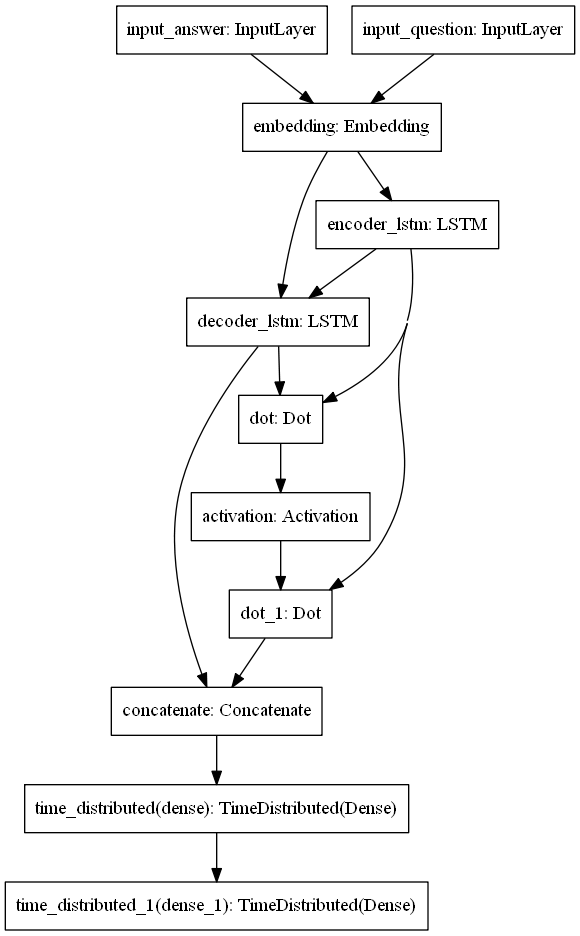 input_answer: InputLayer
input_question: InputLayer
embedding: Embedding
encoder_lstm: LSTM
decoder_lstm: LSTM
dot: Dot
activation: Activation
dot_1: Dot
concatenate: Concatenate
time_distributed(dense): TimeDistributed(Dense)
time_distributed_1(dense_1): TimeDistributed(Dense)